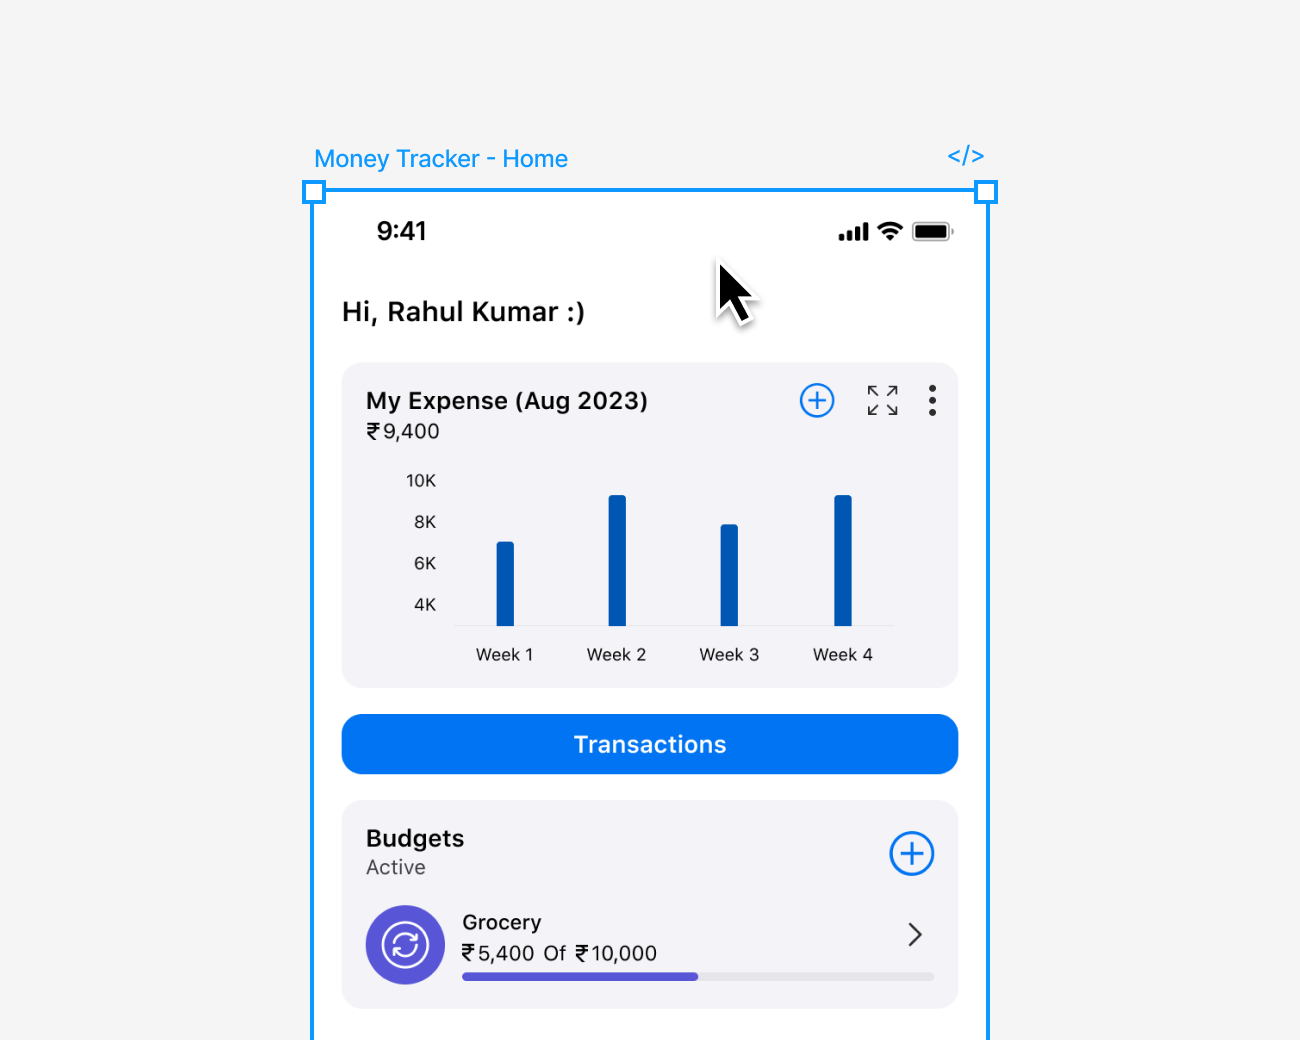 Money Tracker - Home
</>
9:41
Hi, Rahul Kumar :)
My Expense (Aug 2023)
₹9,400
10K
8K
6K
4K
Week 1 Week 2 Week 3 Week 4
Transactions
Budgets
Active
Grocery
₹5,400 Of ₹10,000